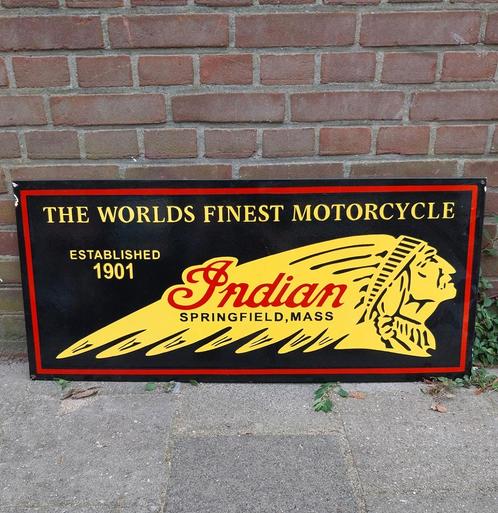 THE WORLDS FINEST MOTORCYCLE
ESTABLISHED
1901
Indian
SPRINGFIELD, MASS